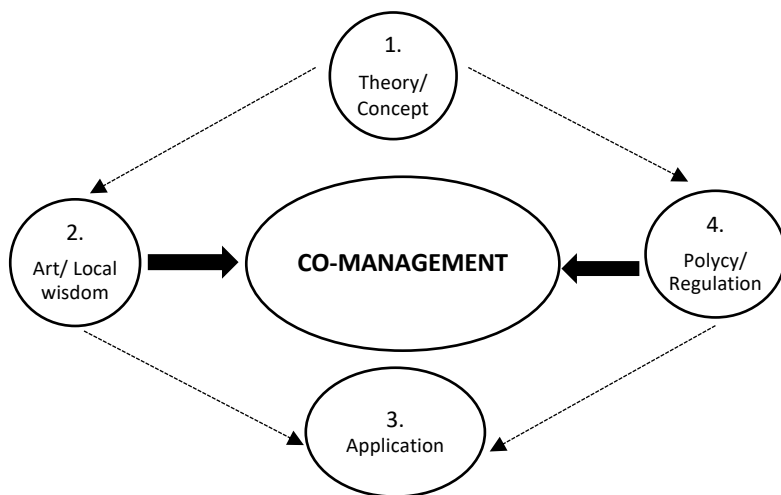 1.
Theory/
Concept
2.
Art/ Local
wisdom
CO-MANAGEMENT
4.
Polycy/
Regulation
3.
Application